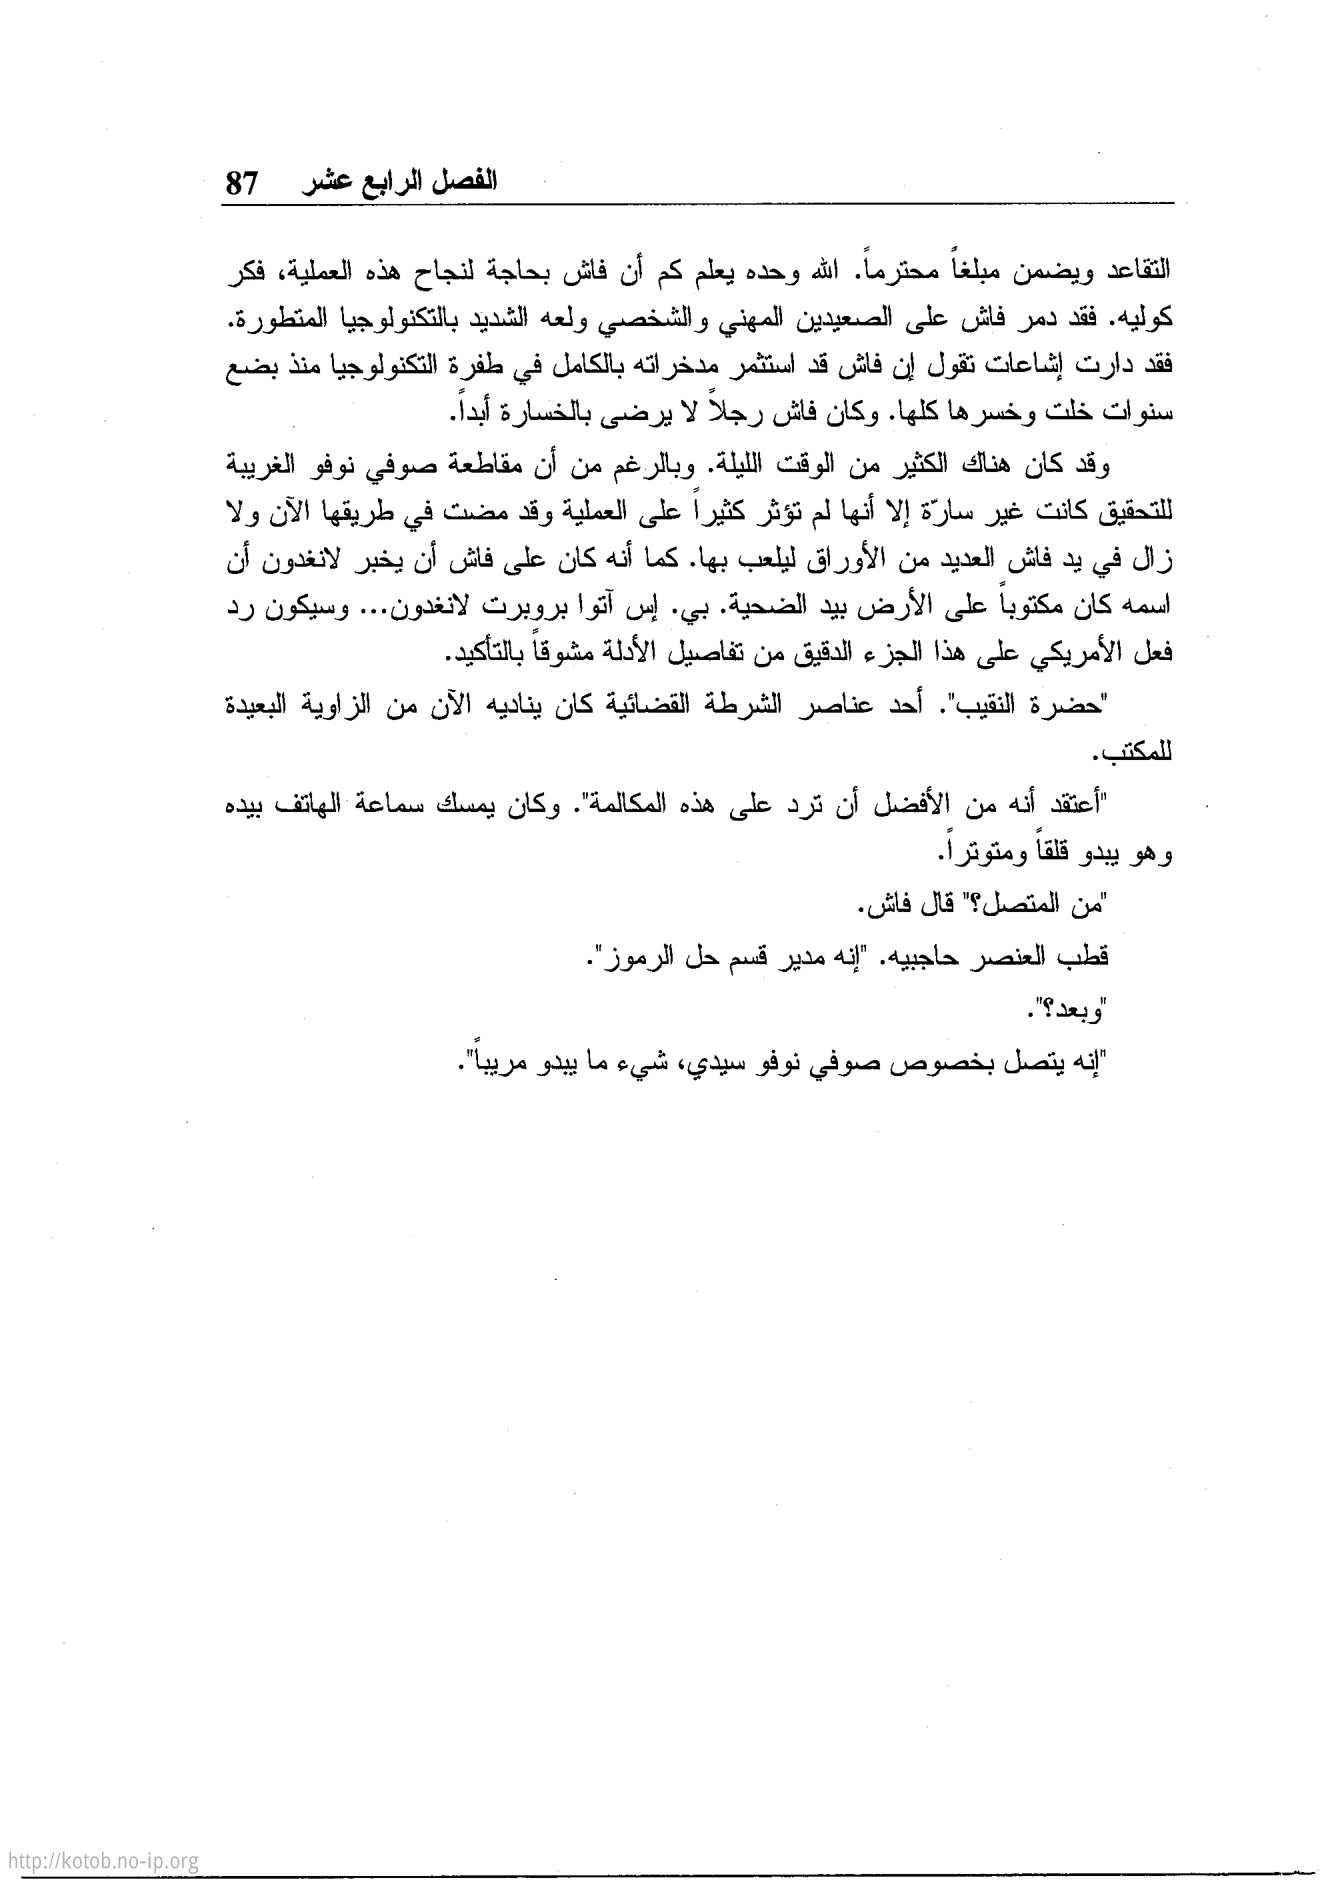 الفصل الرابع عشر 87
التقاعد ويضمن مبلغاً محترماً. الله وحده يعلم كم أن فاش بحاجة لنجاح هذه العملية، فكر
كوليه. فقد دمر فاش على الصعيدين المهني والشخصي ولعه الشديد بالتكنولوجيا المتطورة.
فقد دارت إشاعات تقول إن فاش قد استثمر مدخراته بالكامل في طفرة التكنولوجيا منذ بضع
سنوات خلت وخسرها كلها. وكان فاش رجلاً لا يرضى بالخسارة أبداً.
وقد كان هناك الكثير من الوقت الليلة. وبالرغم من أن مقاطعة صوفي نوفو الغريبة
للتحقيق كانت غير سارّة إلا أنها لم تؤثر كثيراً على العملية وقد مضت في طريقها الآن ولا
زال في يد فاش العديد من الأوراق ليلعب بها. كما أنه كان على فاش أن يخبر لانغدون أن
اسمه كان مكتوباً على الأرض بيد الضحية. بي. إس آتوا بروبرت لانغدون... وسيكون رد
فعل الأمريكي على هذا الجزء الدقيق من تفاصيل الأدلة مشوقاً بالتأكيد.
"حضرة النقيب". أحد عناصر الشرطة القضائية كان يناديه الآن من الزاوية البعيدة
للمكتب.
"أعتقد أنه من الأفضل أن ترد على هذه المكالمة". وكان يمسك سماعة الهاتف بيده
وهو يبدو قلقاً ومتوتراً.
"من المتصل؟" قال فاش.
قطب العنصر حاجبيه. "إنه مدير قسم حل الرموز".
"وبعد؟".
"إنه يتصل بخصوص صوفي نوفو سيدي، شيء ما يبدو مريباً".
http://kotob.no-ip.org